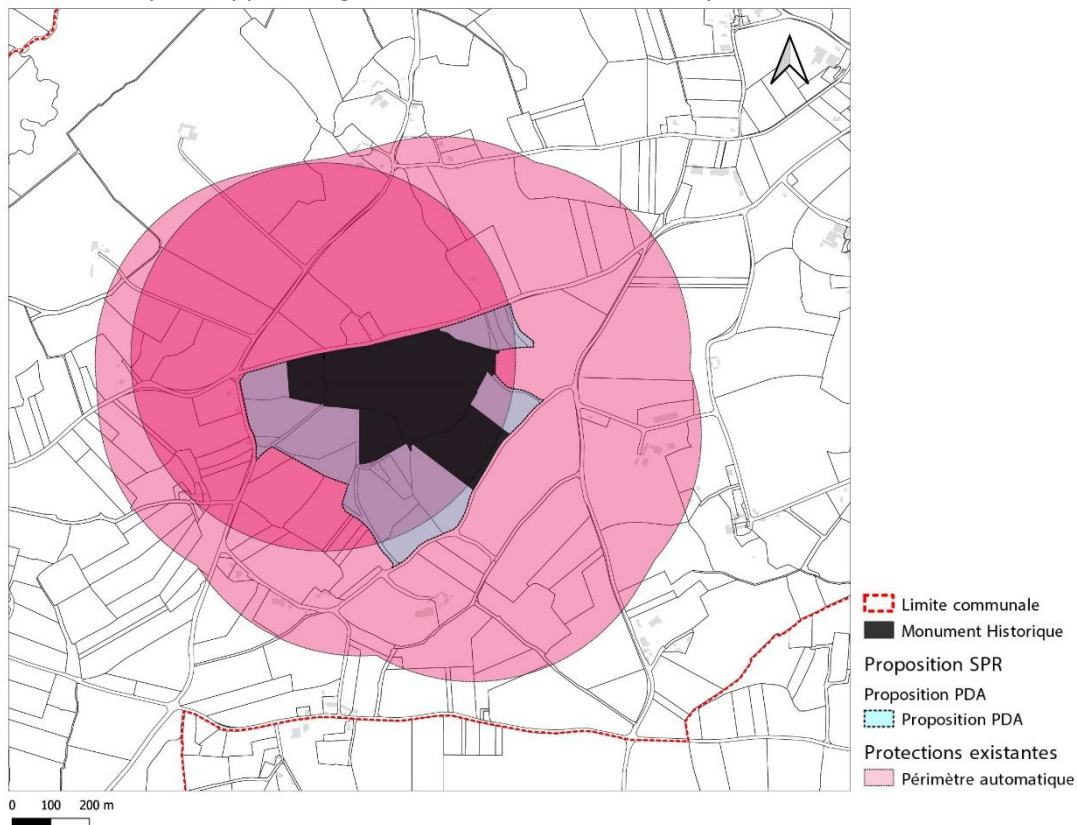 Limite communale
Monument Historique
Proposition SPR
Proposition PDA
Proposition PDA
Protections existantes
Périmètre automatique
0 100 200 m